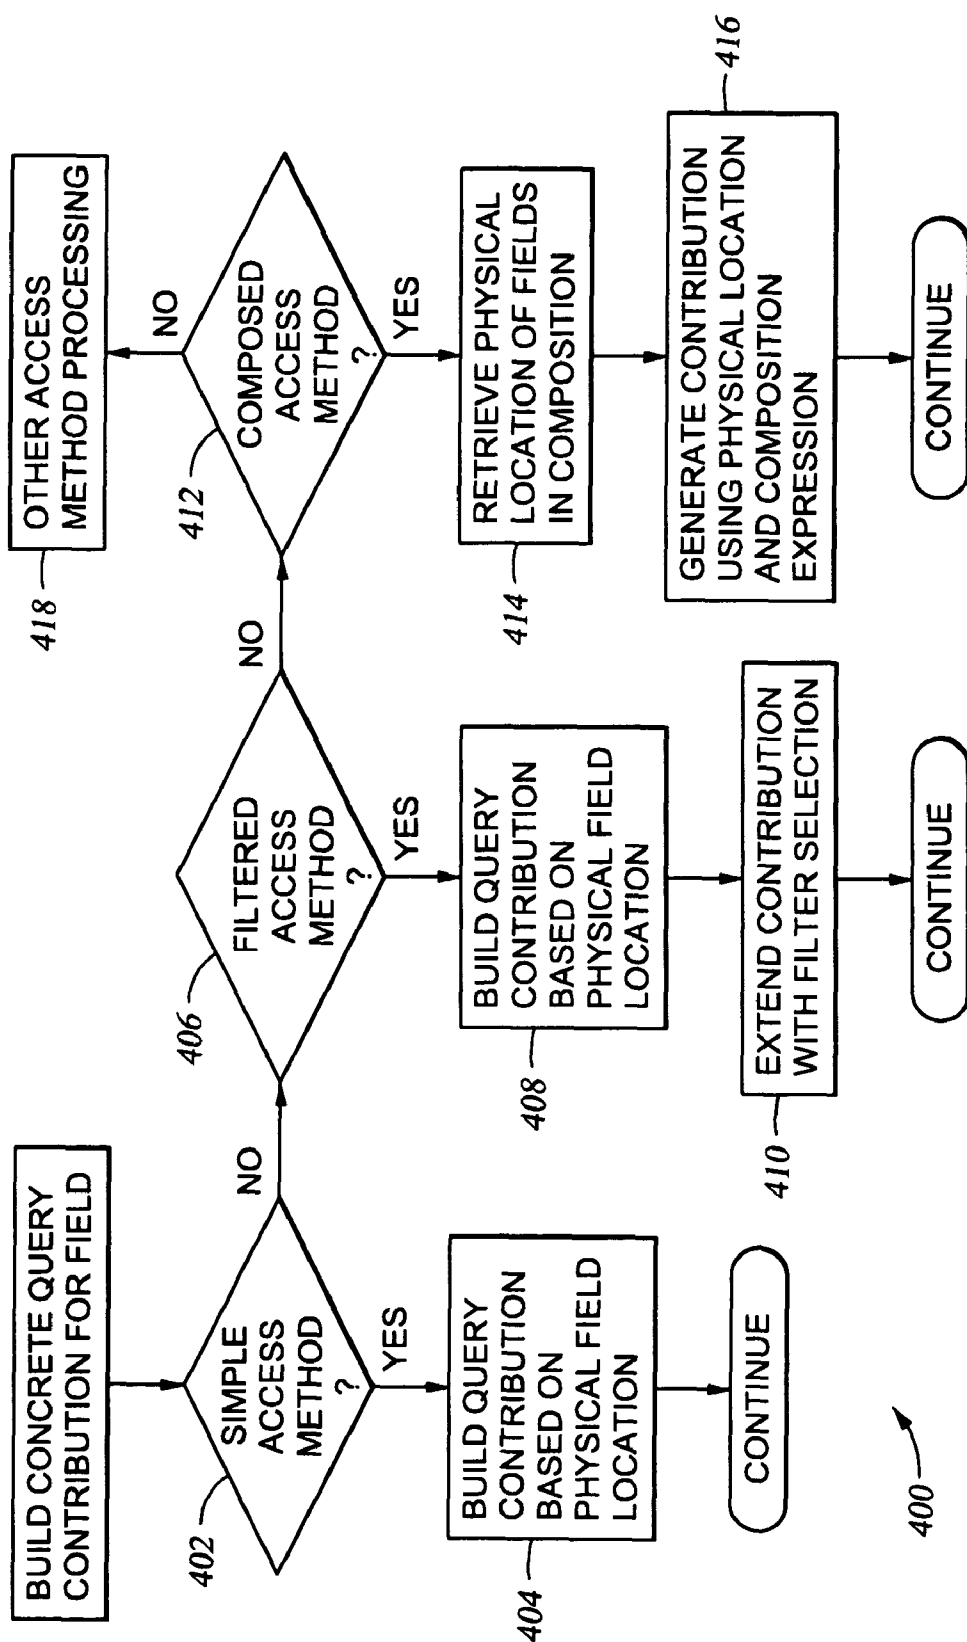 BUILD CONCRETE QUERY
CONTRIBUTION FOR FIELD
402
SIMPLE
ACCESS
METHOD
?
NO
YES
404
BUILD QUERY
CONTRIBUTION
BASED ON
PHYSICAL FIELD
LOCATION
CONTINUE
406
FILTERED
ACCESS
METHOD
?
NO
YES
408
BUILD QUERY
CONTRIBUTION
BASED ON
PHYSICAL FIELD
LOCATION
410
EXTEND CONTRIBUTION
WITH FILTER SELECTION
CONTINUE
412
COMPOSED
ACCESS
METHOD
?
NO
YES
418
OTHER ACCESS
METHOD PROCESSING
414
RETRIEVE PHYSICAL
LOCATION OF FIELDS
IN COMPOSITION
416
GENERATE CONTRIBUTION
USING PHYSICAL LOCATION
AND COMPOSITION
EXPRESSION
CONTINUE
400